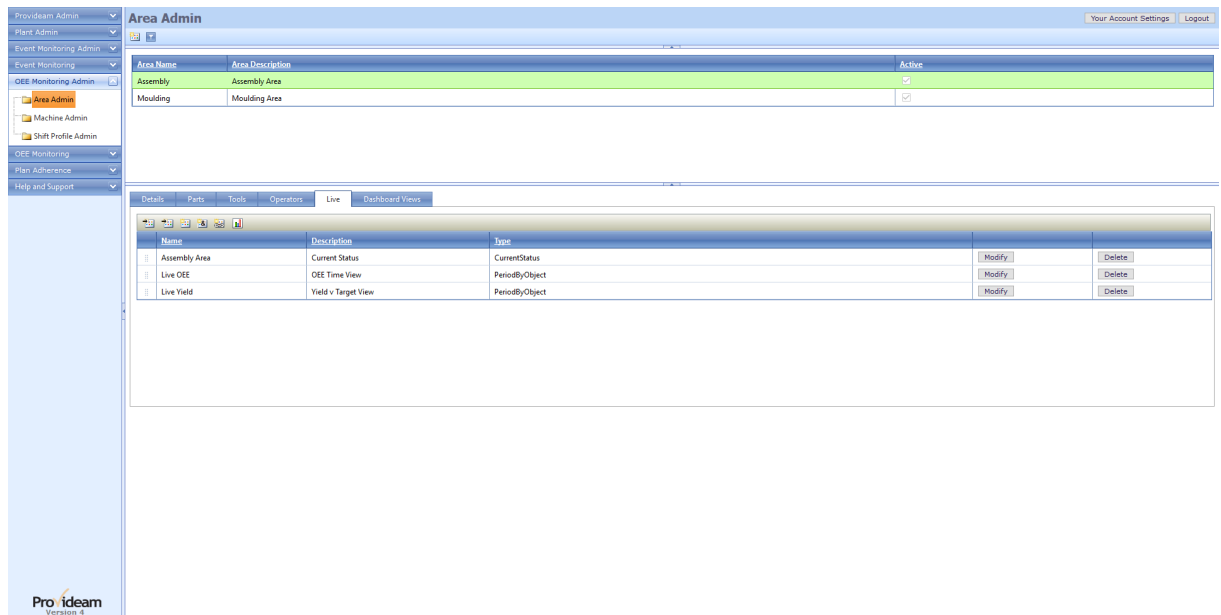 Provideam Admin
Plant Admin
Event Monitoring Admin
Event Monitoring
OEE Monitoring Admin
Area Admin
Machine Admin
Shift Profile Admin
OEE Monitoring
Plan Adherence
Help and Support
Provideam
Version 4
Area Admin
Your Account Settings Logout
Area Name Area Description Active
Assembly Assembly Area
Moulding Moulding Area
Details Parts Tools Operators Live Dashboard Views
Name Description Type
Assembly Area Current Status CurrentStatus Modify Delete
Live OEE OEE Time View PeriodByObject Modify Delete
Live Yield Yield v Target View PeriodByObject Modify Delete